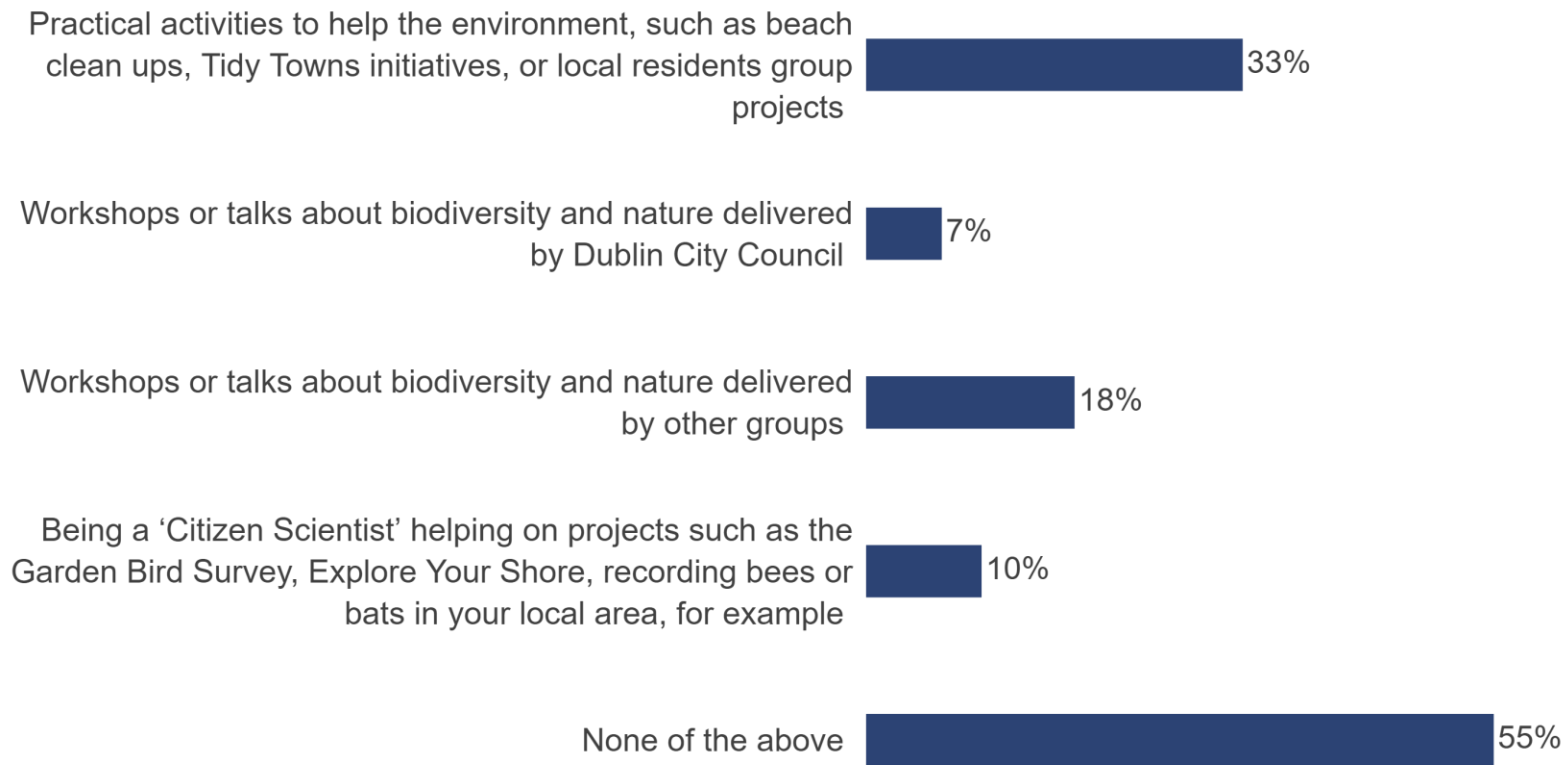 Practical activities to help the environment, such as beach
clean ups, Tidy Towns initiatives, or local residents group
projects
33%
Workshops or talks about biodiversity and nature delivered
by Dublin City Council
7%
Workshops or talks about biodiversity and nature delivered
by other groups
18%
Being a ‘Citizen Scientist’ helping on projects such as the
Garden Bird Survey, Explore Your Shore, recording bees or
bats in your local area, for example
10%
None of the above
55%